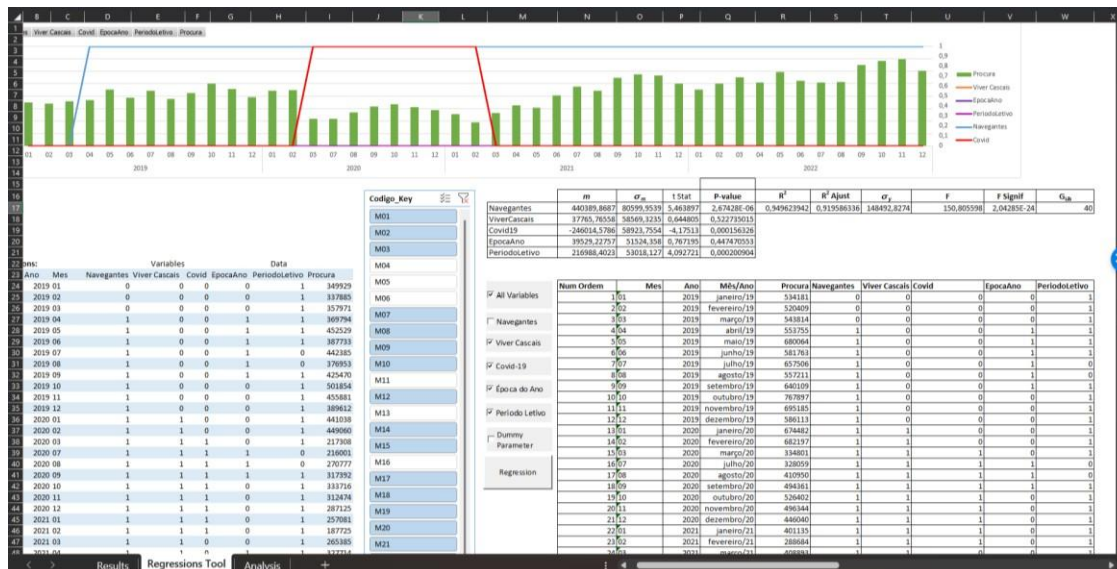 B C D E F G H I J K L M N O P Q R S T U V W X
Viver Cascais Covid EpocaAno PeriodoLetivo Procura
1
0,9
0,8
0,7
0,6
0,5
0,4
0,3
0,2
0,1
0
Procura
Viver Cascais
EpocaAno
PeriodoLetivo
Navegantes
Covid
01 02 03 04 05 06 07 08 09 10 11 12 01 02 03 07 08 09 10 11 12 01 02 03 04 05 06 07 08 09 10 11 12 01 02 03 04 05 06 07 08 09 10 11 12
2019 2020 2021 2022
Codigo_Key
M01
M02
M03
M04
M05
M06
M07
M08
M09
M10
M11
M12
M13
M14
M15
M16
M17
M18
M19
M20
M21
m σm t Stat P-value R² R² Ajust σy F F Signif Glb
Navegantes 440389,8687 80599,9539 5,463897 2,67428E-06 0,949623942 0,919586336 148492,8274 150,805598 2,04285E-24 40
ViverCascais 37765,76558 58569,3235 0,644805 0,522735015
Covid19 -246014,5786 58923,7554 -4,17513 0,000156326
EpocaAno 39529,22757 51524,358 0,767195 0,447470553
PeriodoLetivo 216988,4023 53018,127 4,092721 0,000200904
Variables Data
Ano Mes Navegantes Viver Cascais Covid EpocaAno PeriodoLetivo Procura
2019 01 0 0 0 0 1 349929
2019 02 0 0 0 0 1 337885
2019 03 0 0 0 0 1 357971
2019 04 1 0 0 1 1 369794
2019 05 1 0 0 1 1 452529
2019 06 1 0 0 1 1 387733
2019 07 1 0 0 1 0 442385
2019 08 1 0 0 1 0 376953
2019 09 1 0 0 1 1 425470
2019 10 1 0 0 0 1 501854
2019 11 1 0 0 0 1 455881
2019 12 1 0 0 0 1 389612
2020 01 1 1 0 0 1 441038
2020 02 1 1 0 0 1 449060
2020 03 1 1 1 0 1 217308
2020 07 1 1 1 1 0 216001
2020 08 1 1 1 1 0 270777
2020 09 1 1 1 1 1 317392
2020 10 1 1 1 0 1 333716
2020 11 1 1 1 0 1 312474
2020 12 1 1 1 0 1 287125
2021 01 1 1 1 0 1 257081
2021 02 1 1 1 0 1 187725
2021 03 1 1 1 0 1 265385
All Variables
Navegantes
Viver Cascais
Covid-19
Época do Ano
Período Letivo
Dummy Parameter
Regression
Num Ordem Mês Ano Mês/Ano Procura Navegantes Viver Cascais Covid EpocaAno PeriodoLetivo
1 01 2019 janeiro/19 534181 0 0 0 0 1
2 02 2019 fevereiro/19 520409 0 0 0 0 1
3 03 2019 março/19 543814 0 0 0 0 1
4 04 2019 abril/19 553755 1 0 0 1 1
5 05 2019 maio/19 680064 1 0 0 1 1
6 06 2019 junho/19 581763 1 0 0 1 1
7 07 2019 julho/19 657506 1 0 0 1 0
8 08 2019 agosto/19 557211 1 0 0 1 0
9 09 2019 setembro/19 640109 1 0 0 1 1
10 10 2019 outubro/19 767897 1 0 0 0 1
11 11 2019 novembro/19 695185 1 0 0 0 1
12 12 2019 dezembro/19 586113 1 0 0 0 1
13 01 2020 janeiro/20 674482 1 1 0 0 1
14 02 2020 fevereiro/20 682197 1 1 0 0 1
15 03 2020 março/20 334801 1 1 1 0 1
16 07 2020 julho/20 328059 1 1 1 1 0
17 08 2020 agosto/20 410950 1 1 1 1 0
18 09 2020 setembro/20 494361 1 1 1 1 1
19 10 2020 outubro/20 526402 1 1 1 0 1
20 11 2020 novembro/20 496344 1 1 1 0 1
21 12 2020 dezembro/20 446040 1 1 1 0 1
22 01 2021 janeiro/21 401135 1 1 1 0 1
23 02 2021 fevereiro/21 288684 1 1 1 0 1
Results Regressions Tool Analysis +